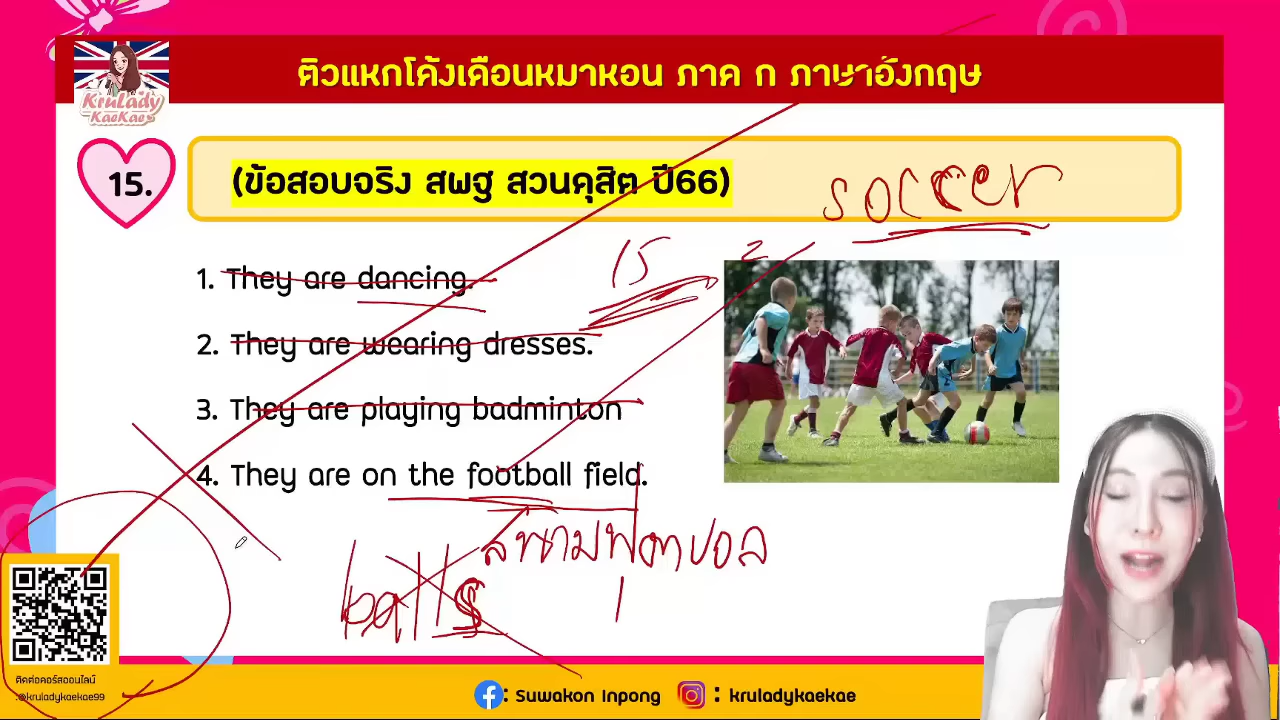 ติวแหกโค้งเดือนหมาหอน ภาค ก ภาษาอังกฤษ
KruLady
KaeKae
15.
(ข้อสอบจริง สพฐ สวนดุสิต ปี66)
soccer
15
2
1. They are dancing.
2. They are wearing dresses.
3. They are playing badminton
4. They are on the football field.
สนามฟุตบอล
balls
ติดต่อคอร์สออนไลน์
:@kruladykaekae99
: Suwakon Inpong
: kruladykaekae